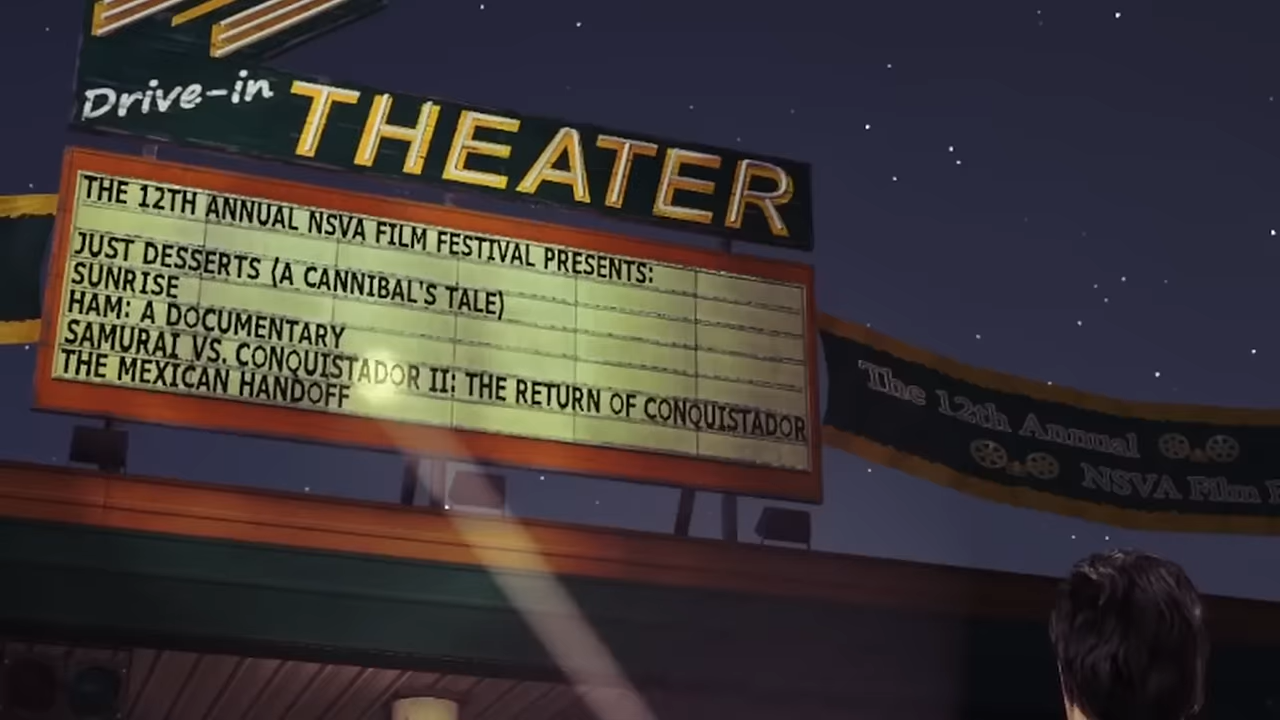 Drive-in THEATER
THE 12TH ANNUAL NSVA FILM FESTIVAL PRESENTS:
JUST DESSERTS (A CANNIBAL'S TALE)
SUNRISE
HAM: A DOCUMENTARY
SAMURAI VS. CONQUISTADOR II: THE RETURN OF CONQUISTADOR
THE MEXICAN HANDOFF
The 12th Annual
NSVA Film